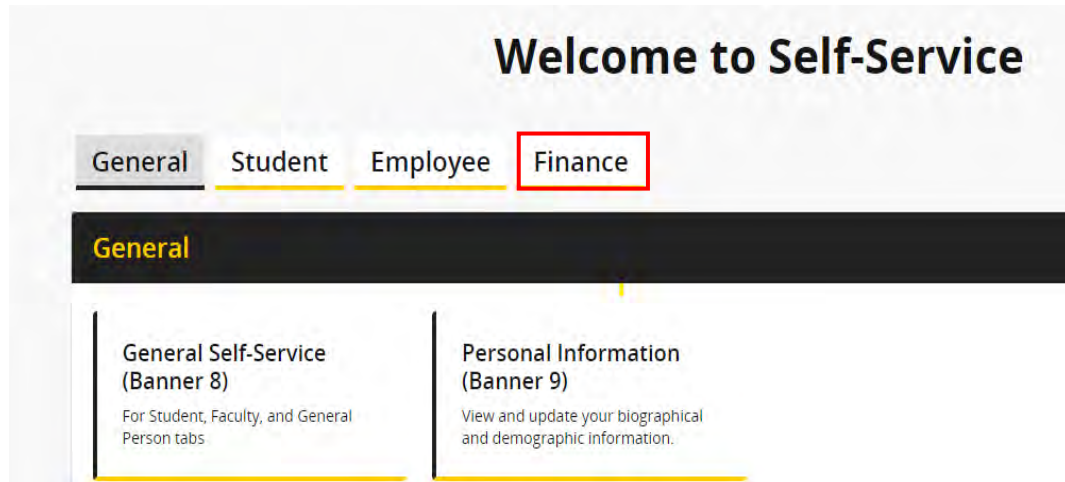 Welcome to Self-Service
General Student Employee Finance
General
General Self-Service
(Banner 8)
For Student, Faculty, and General
Person tabs
Personal Information
(Banner 9)
View and update your biographical
and demographic information.